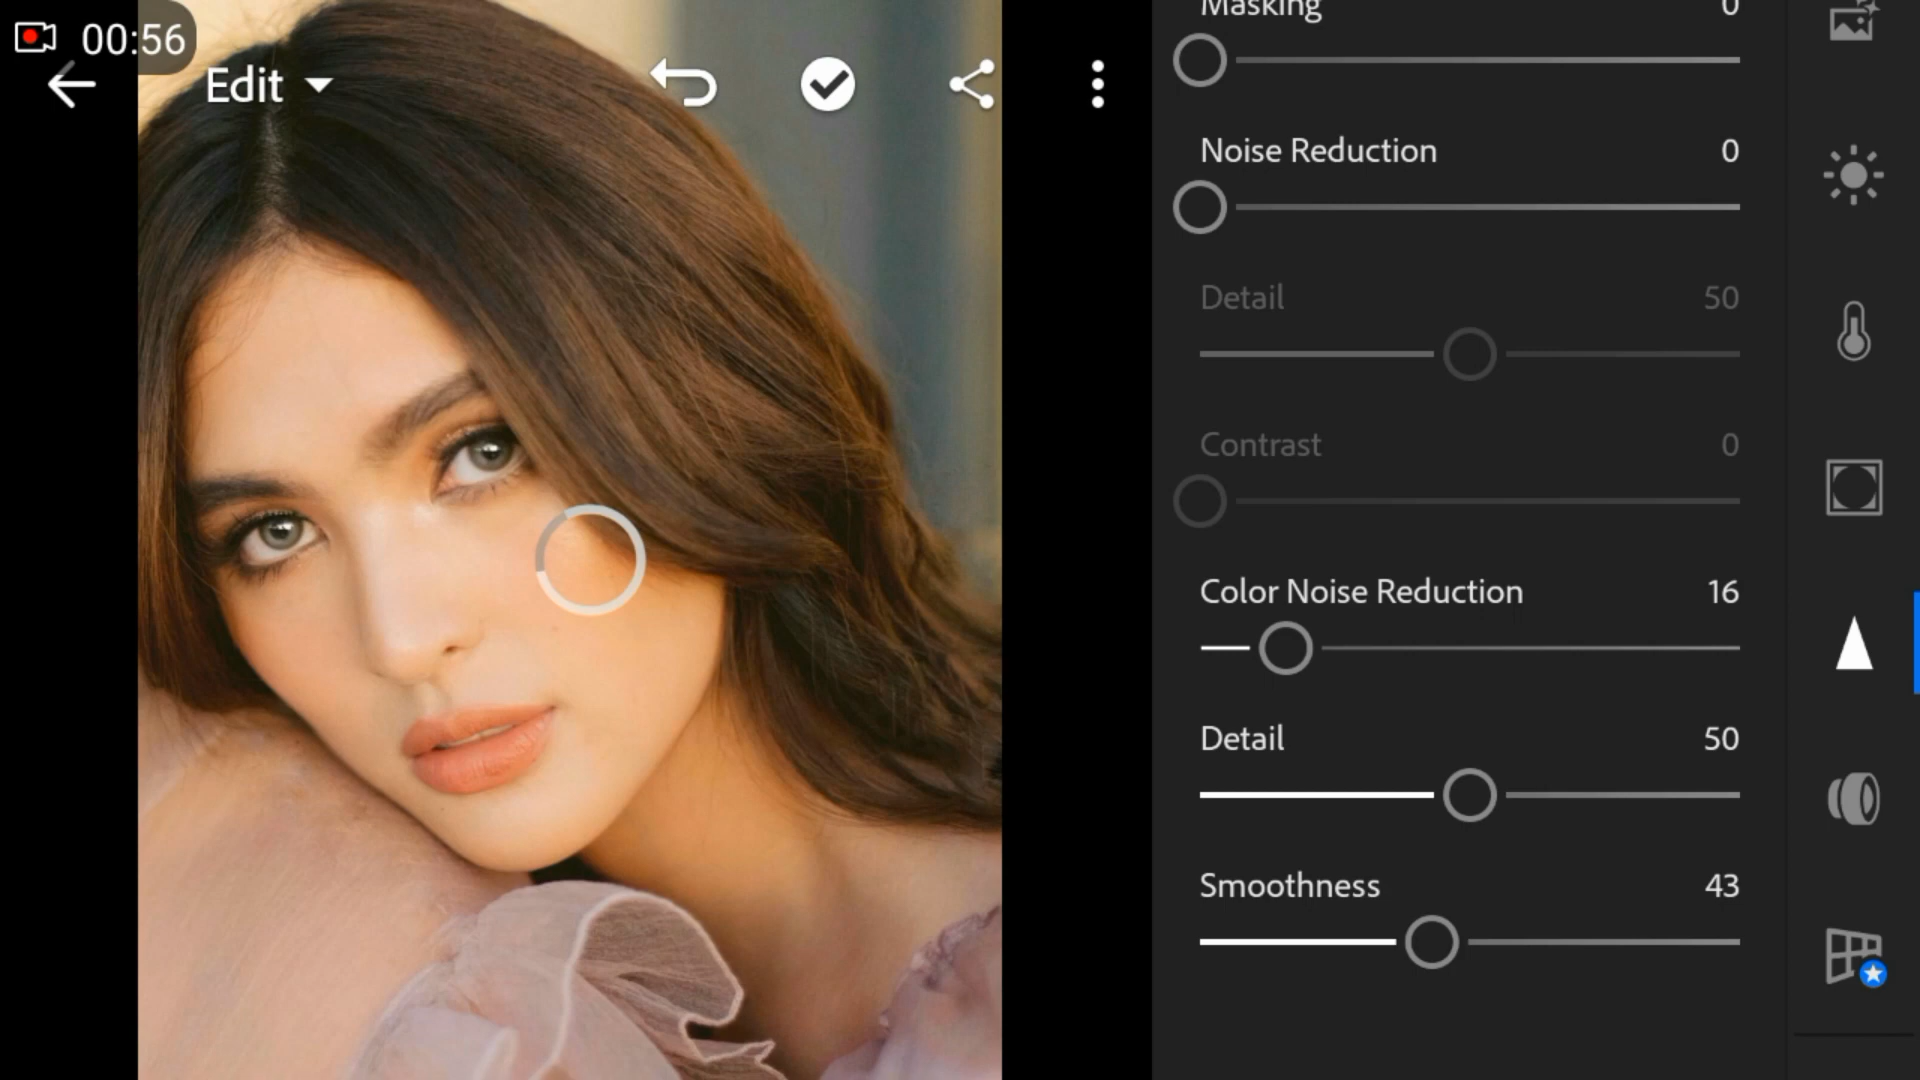 00:56
Edit
Masking 0
Noise Reduction 0
Detail 50
Contrast 0
Color Noise Reduction 16
Detail 50
Smoothness 43